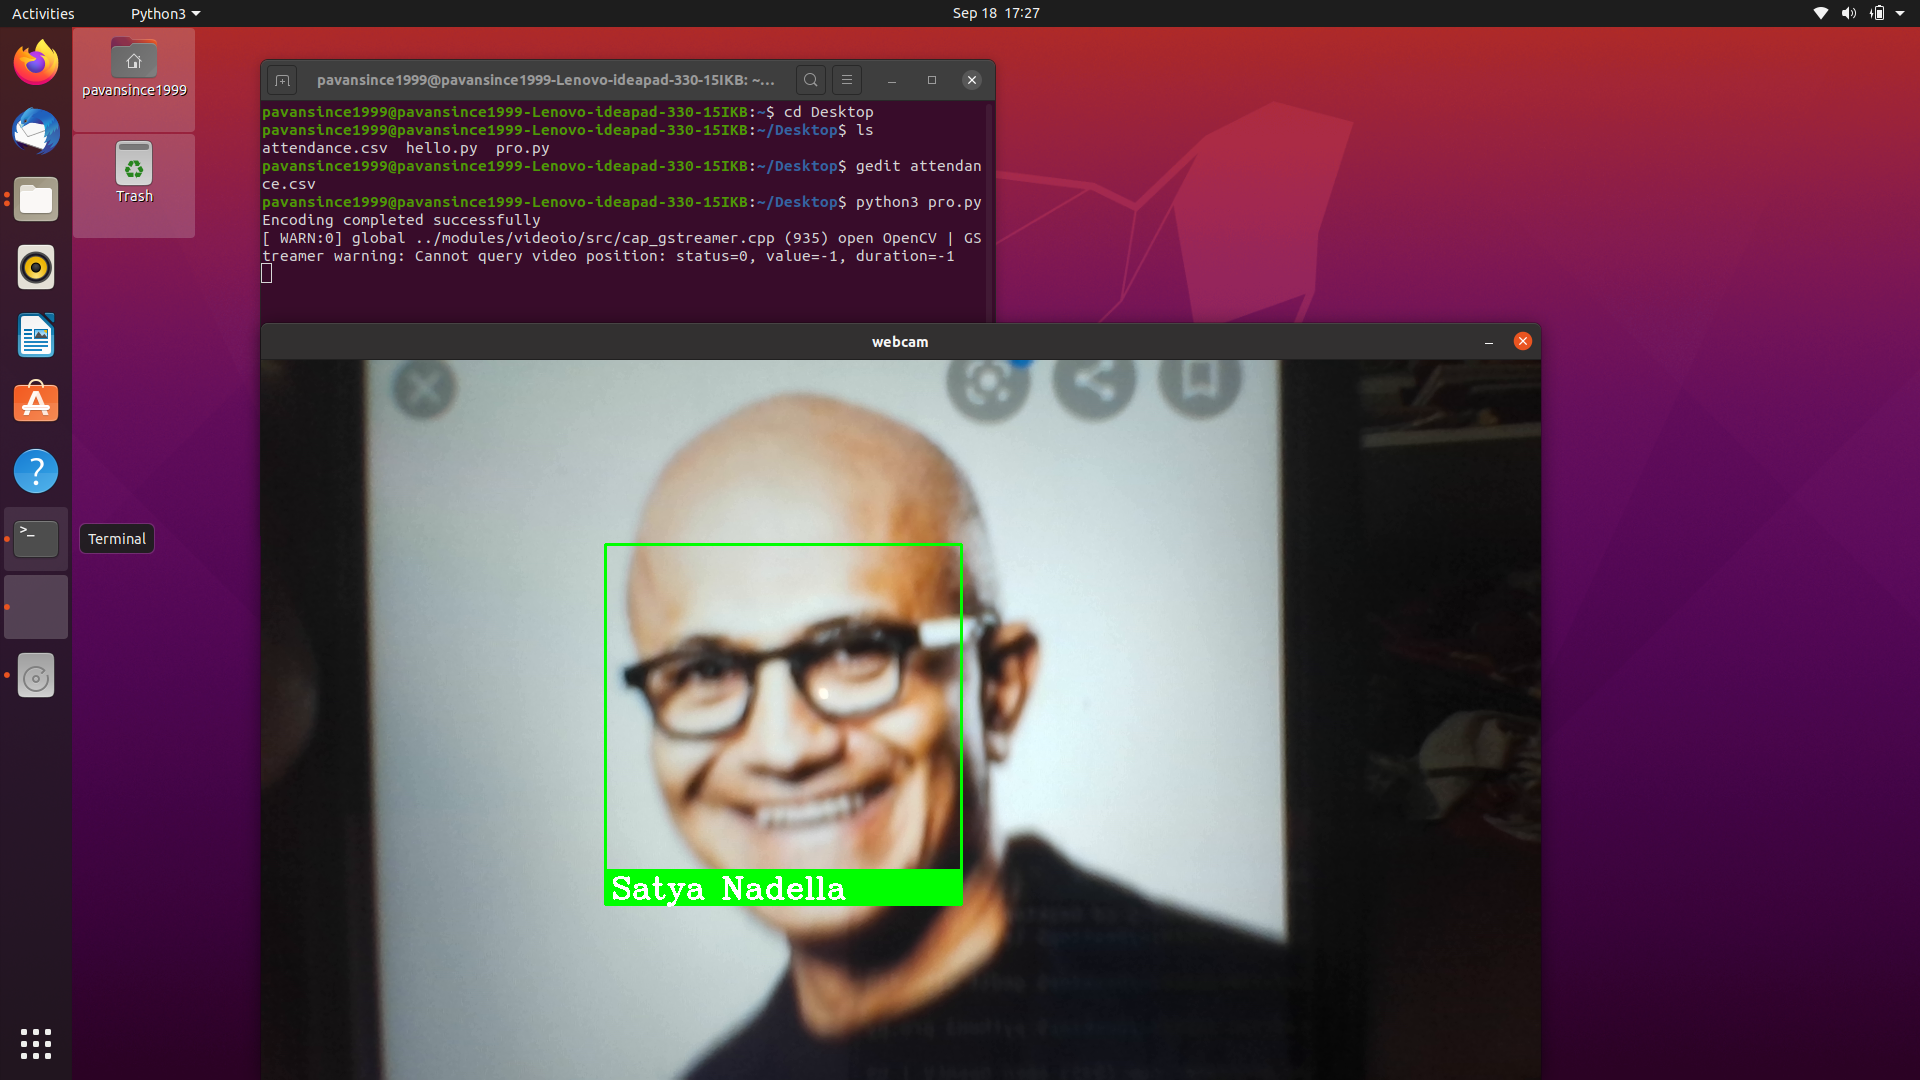 Activities
Python3
Sep 18 17:27
pavansince1999
Trash
Terminal
pavansince1999@pavansince1999-Lenovo-ideapad-330-15IKB: ~...
pavansince1999@pavansince1999-Lenovo-ideapad-330-15IKB:~$ cd Desktop
pavansince1999@pavansince1999-Lenovo-ideapad-330-15IKB:~/Desktop$ ls
attendance.csv hello.py pro.py
pavansince1999@pavansince1999-Lenovo-ideapad-330-15IKB:~/Desktop$ gedit attendan
ce.csv
pavansince1999@pavansince1999-Lenovo-ideapad-330-15IKB:~/Desktop$ python3 pro.py
Encoding completed successfully
[ WARN:0] global ../modules/videoio/src/cap_gstreamer.cpp (935) open OpenCV | GS
treamer warning: Cannot query video position: status=0, value=-1, duration=-1
webcam
Satya Nadella